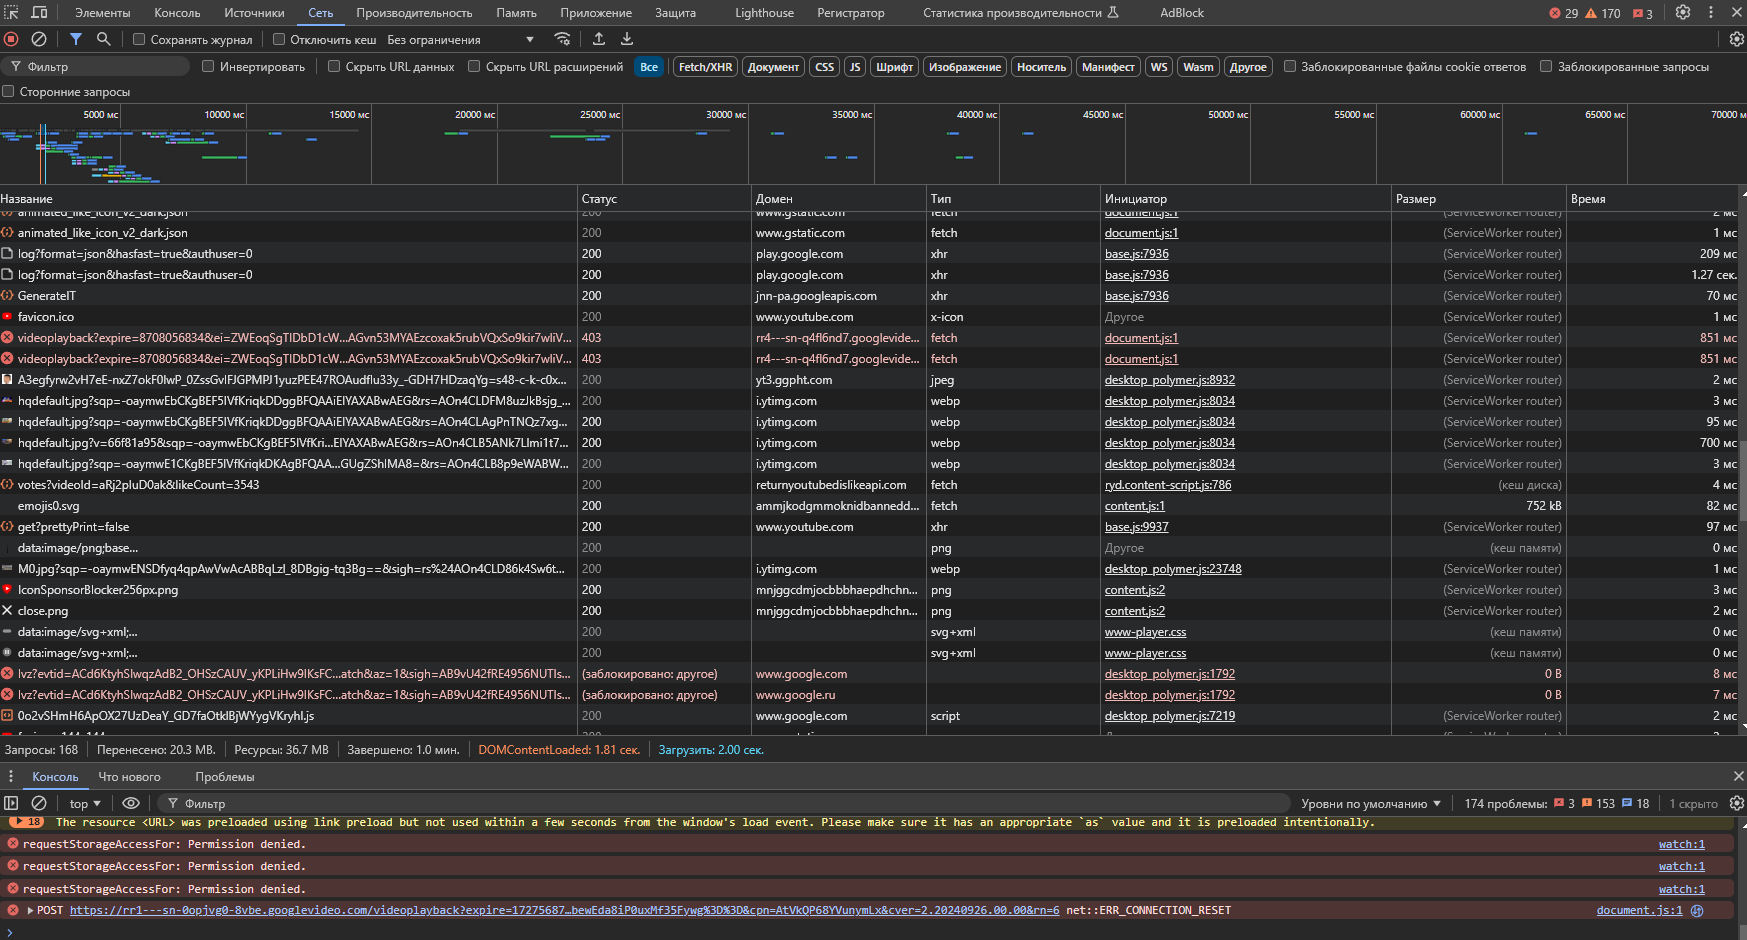 Элементы Консоль Источники Сеть Производительность Память Приложение Защита Lighthouse Регистратор Статистика производительности AdBlock 29 170 3
Сохранять журнал Отключить кеш Без ограничения
Фильтр Инвертировать Скрыть URL данных Скрыть URL расширений Все Fetch/XHR Документ CSS JS Шрифт Изображение Носитель Манифест WS Wasm Другое Заблокированные файлы cookie ответов Заблокированные запросы
Сторонние запросы
5000 мс 10000 мс 15000 мс 20000 мс 25000 мс 30000 мс 35000 мс 40000 мс 45000 мс 50000 мс 55000 мс 60000 мс 65000 мс 70000 м
Название Статус Домен Тип Инициатор Размер Время
animated_like_icon_v2_dark.json 200 www.gstatic.com fetch document.js:1 (ServiceWorker router) 2 мс
animated_like_icon_v2_dark.json 200 www.gstatic.com fetch document.js:1 (ServiceWorker router) 1 мс
log?format=json&hasfast=true&authuser=0 200 play.google.com xhr base.js:7936 (ServiceWorker router) 209 мс
log?format=json&hasfast=true&authuser=0 200 play.google.com xhr base.js:7936 (ServiceWorker router) 1.27 сек.
GenerateIT 200 jnn-pa.googleapis.com xhr base.js:7936 (ServiceWorker router) 70 мс
favicon.ico 200 www.youtube.com x-icon Другое (ServiceWorker router) 1 мс
videoplayback?expire=8708056834&ei=ZWEoqSgTIDbD1cW...AGvn53MYAEzcoxak5rubVQxSo9kir7wIiV... 403 rr4---sn-q4fl6nd7.googlevide... fetch document.js:1 (ServiceWorker router) 851 мс
videoplayback?expire=8708056834&ei=ZWEoqSgTIDbD1cW...AGvn53MYAEzcoxak5rubVQxSo9kir7wIiV... 403 rr4---sn-q4fl6nd7.googlevide... fetch document.js:1 (ServiceWorker router) 851 мс
A3egfyrw2vH7eE-nxZ7okF0lwP_0ZssGvIFJGPMPJ1yuzPEE47ROAudflu33y_-GDH7HDzaqYg=s48-c-k-c0x... 200 yt3.ggpht.com jpeg desktop_polymer.js:8932 (ServiceWorker router) 2 мс
hqdefault.jpg?sqp=-oaymwEbCKgBEF5IVfKriqkDDggBFQAAiEIYAXABwAEG&rs=AOn4CLDFM8uzJkBsjg_... 200 i.ytimg.com webp desktop_polymer.js:8034 (ServiceWorker router) 3 мс
hqdefault.jpg?sqp=-oaymwEbCKgBEF5IVfKriqkDDggBFQAAiEIYAXABwAEG&rs=AOn4CLAgPnTNQz7xg... 200 i.ytimg.com webp desktop_polymer.js:8034 (ServiceWorker router) 95 мс
hqdefault.jpg?v=66f81a95&sqp=-oaymwEbCKgBEF5IVfKri...EIYAXABwAEG&rs=AOn4CLB5ANk7LImi1t7... 200 i.ytimg.com webp desktop_polymer.js:8034 (ServiceWorker router) 700 мс
hqdefault.jpg?sqp=-oaymwE1CKgBEF5IVfKriqkDKAgBFQAA...GUgZShIMA8=&rs=AOn4CLB8p9eWABW... 200 i.ytimg.com webp desktop_polymer.js:8034 (ServiceWorker router) 3 мс
votes?videoId=aRj2pIuD0ak&likeCount=3543 200 returnyoutubedislikeapi.com fetch ryd.content-script.js:786 (кеш диска) 4 мс
emojis0.svg 200 ammjkodgmmoknidbannedd... fetch content.js:1 752 kB 82 мс
get?prettyPrint=false 200 www.youtube.com xhr base.js:9937 (ServiceWorker router) 97 мс
data:image/png;base... 200 png Другое (кеш памяти) 0 мс
M0.jpg?sqp=-oaymwENSDfyq4qpAwVwAcABBqLzl_8DBgig-tq3Bg==&sigh=rs%24AOn4CLD86k4Sw6t... 200 i.ytimg.com webp desktop_polymer.js:23748 (ServiceWorker router) 1 мс
IconSponsorBlocker256px.png 200 mnjggcdmjocbbbhaepdhchn... png content.js:2 (ServiceWorker router) 3 мс
close.png 200 mnjggcdmjocbbbhaepdhchn... png content.js:2 (ServiceWorker router) 2 мс
data:image/svg+xml;... 200 svg+xml www-player.css (кеш памяти) 0 мс
data:image/svg+xml;... 200 svg+xml www-player.css (кеш памяти) 0 мс
lvz?evtid=ACd6KtyhSlwqzAdB2_OHSzCAUV_yKPLiHw9IKsFC...atch&az=1&sigh=AB9vU42fRE4956NUTIs... (заблокировано: другое) www.google.com desktop_polymer.js:1792 0 B 8 мс
lvz?evtid=ACd6KtyhSlwqzAdB2_OHSzCAUV_yKPLiHw9IKsFC...atch&az=1&sigh=AB9vU42fRE4956NUTIs... (заблокировано: другое) www.google.ru desktop_polymer.js:1792 0 B 7 мс
0o2vSHmH6ApOX27UzDeaY_GD7faOtklBjWYygVKryhI.js 200 www.google.com script desktop_polymer.js:7219 (ServiceWorker router) 2 мс
Запросы: 168 Перенесено: 20.3 MB. Ресурсы: 36.7 MB Завершено: 1.0 мин. DOMContentLoaded: 1.81 сек. Загрузить: 2.00 сек.
Консоль Что нового Проблемы
top Фильтр Уровни по умолчанию 174 проблемы: 3 153 18 1 скрыто
18 The resource <URL> was preloaded using link preload but not used within a few seconds from the window's load event. Please make sure it has an appropriate `as` value and it is preloaded intentionally.
requestStorageAccessFor: Permission denied. watch:1
requestStorageAccessFor: Permission denied. watch:1
requestStorageAccessFor: Permission denied. watch:1
POST https://rr1---sn-0opjvg0-8vbe.googlevideo.com/videoplayback?expire=17275687…bewEda8iP0uxMf35Fywg%3D%3D&cpn=AtVkQP68YVunymLx&cver=2.20240926.00.00&rn=6 net::ERR_CONNECTION_RESET document.js:1